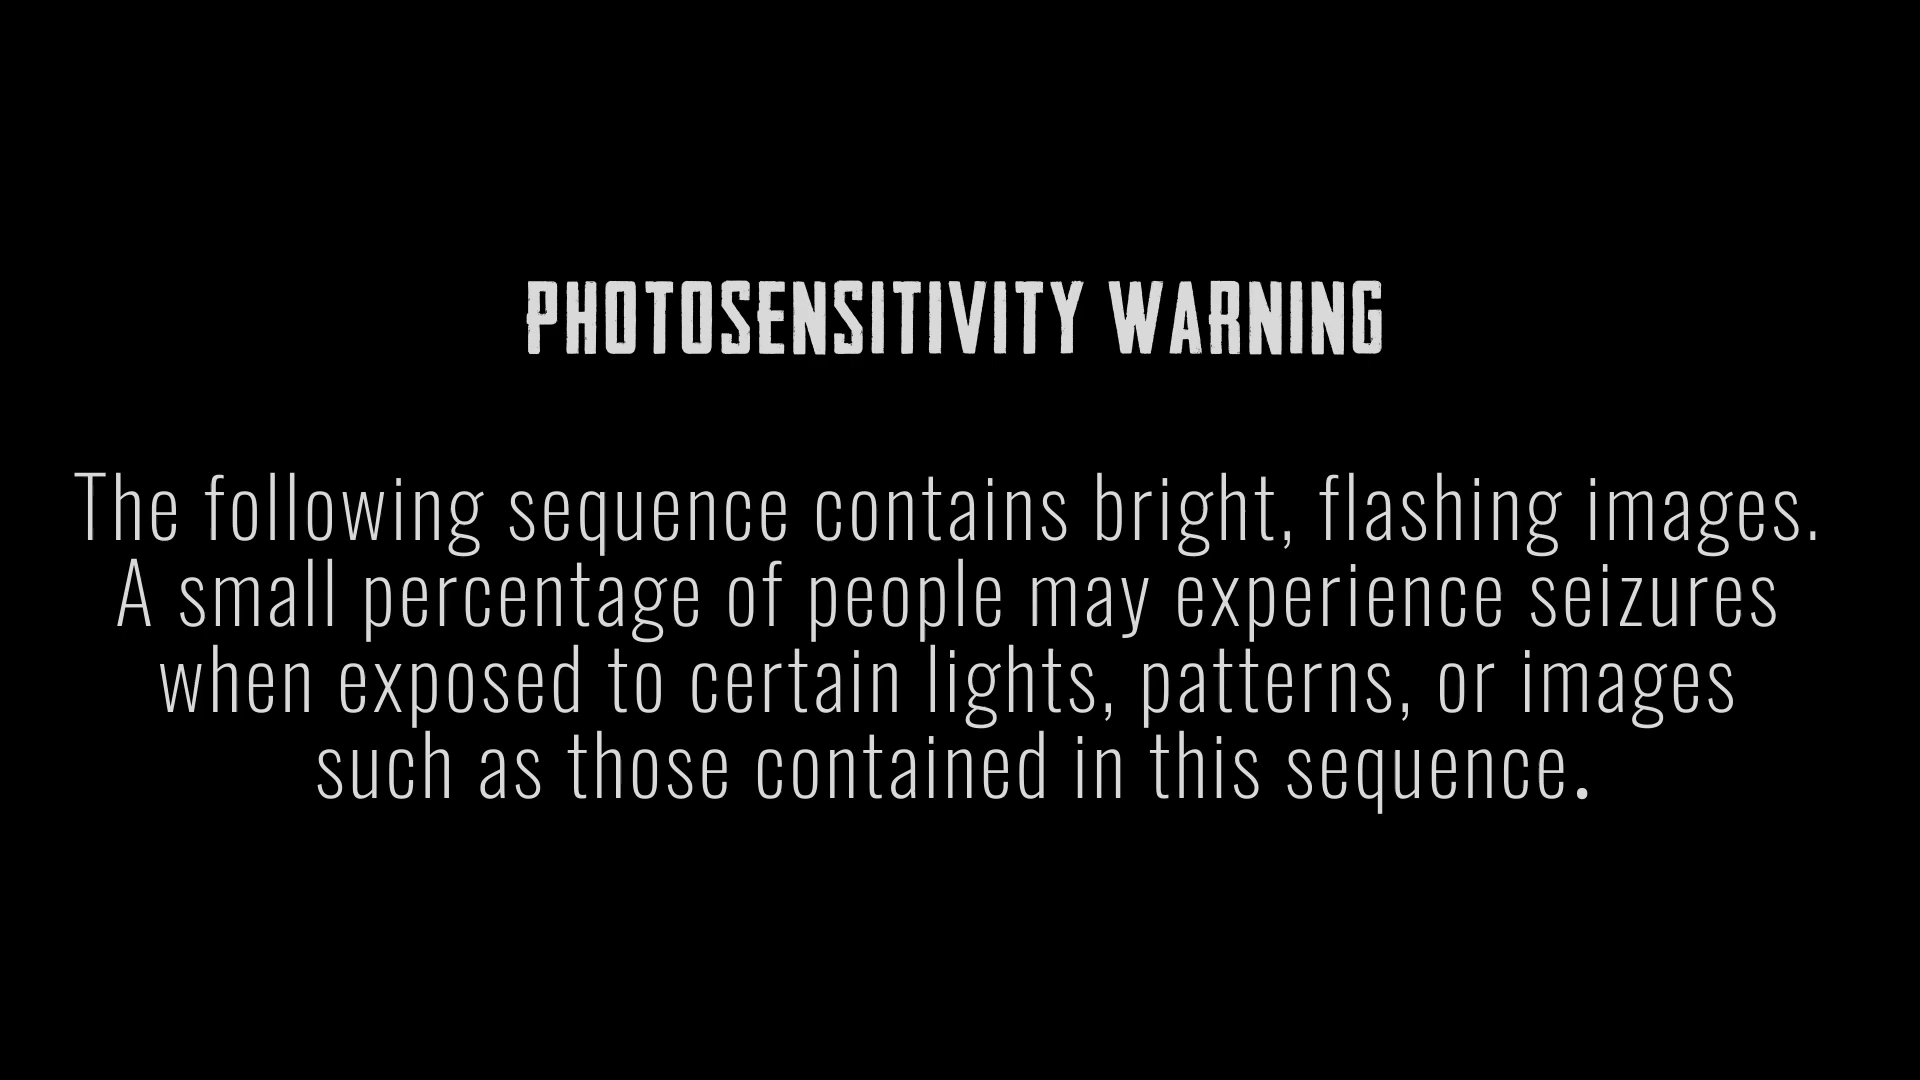 PHOTOSENSITIVITY WARNING
The following sequence contains bright, flashing images.
A small percentage of people may experience seizures
when exposed to certain lights, patterns, or images
such as those contained in this sequence.